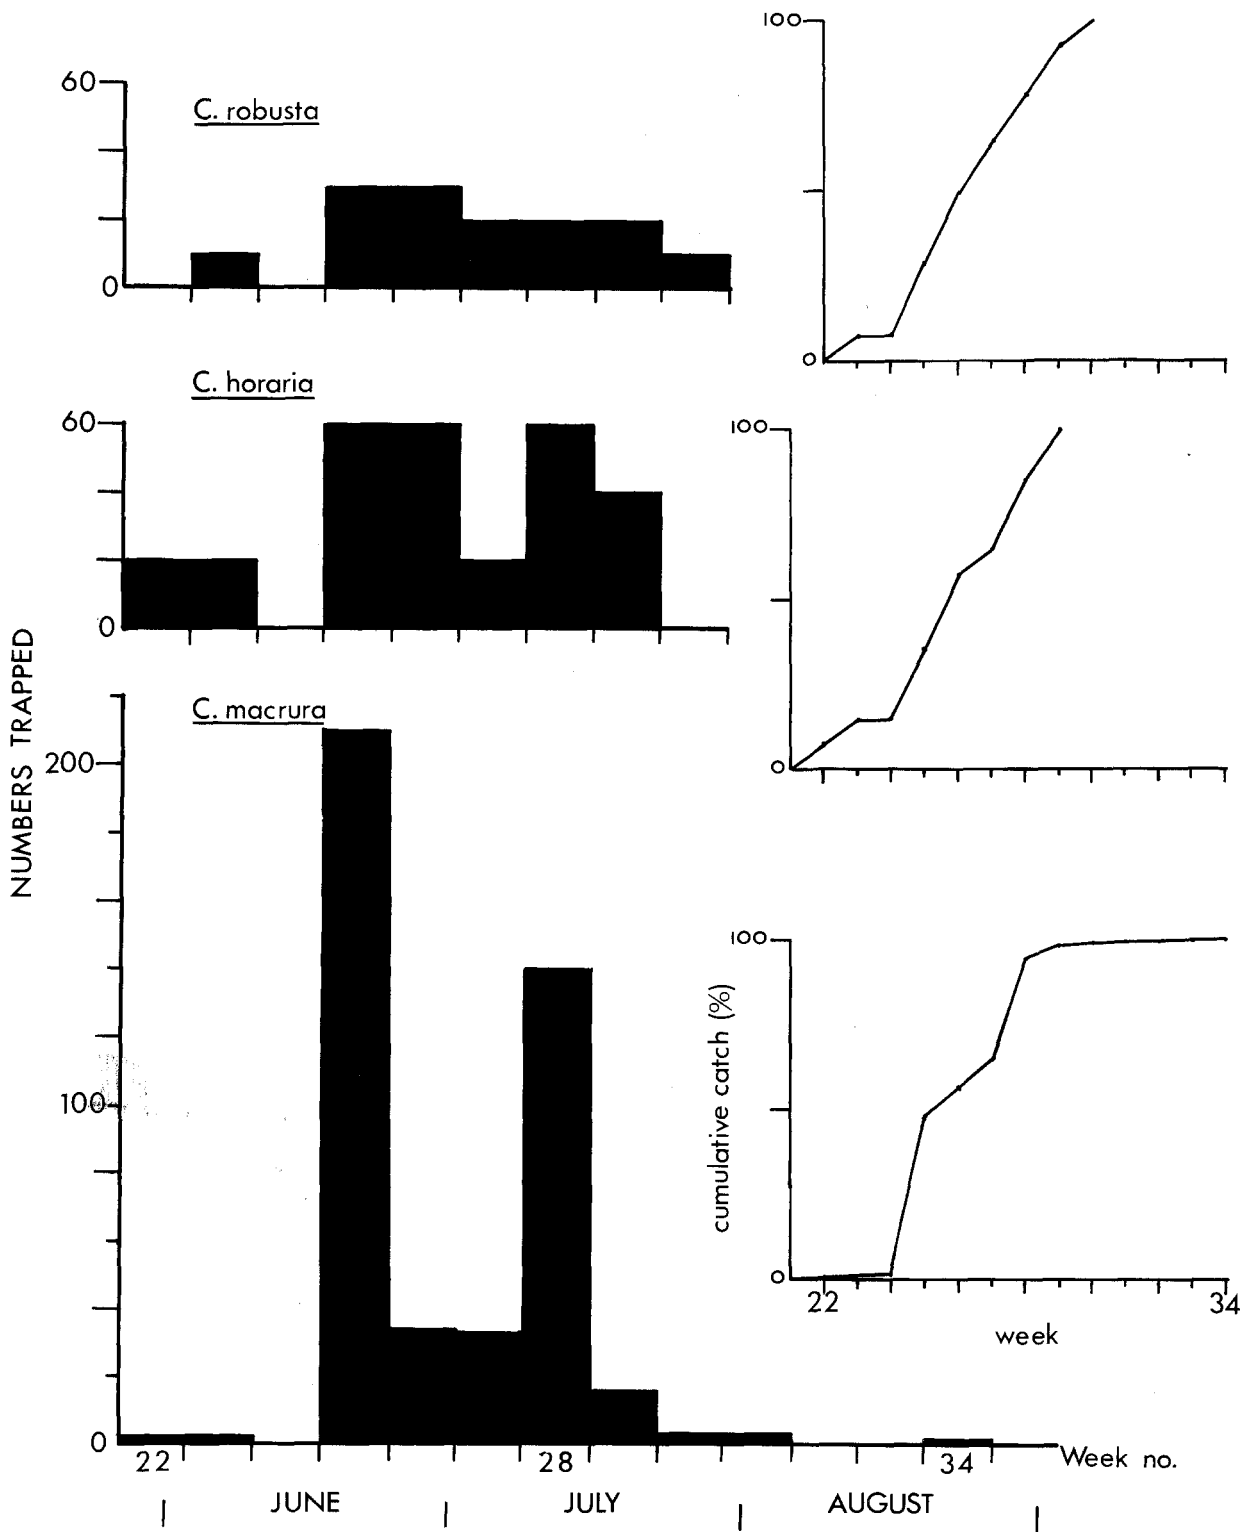 60
C. robusta
0
100
0
C. horaria
60
0
100
0
NUMBERS TRAPPED
C. macrura
200
100
0
cumulative catch (%)
100
0
22
34
week
22
28
34
Week no.
JUNE
JULY
AUGUST